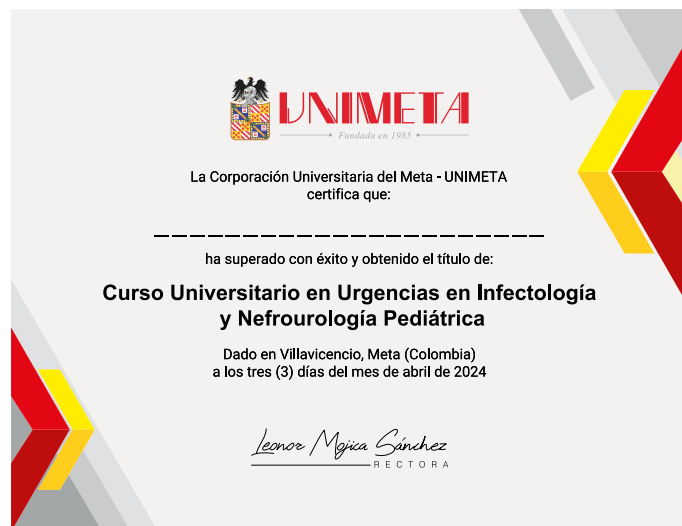 UNIMETA
Fundada en 1985
La Corporación Universitaria del Meta - UNIMETA
certifica que:
ha superado con éxito y obtenido el título de:
Curso Universitario en Urgencias en Infectología
y Nefrourología Pediátrica
Dado en Villavicencio, Meta (Colombia)
a los tres (3) días del mes de abril de 2024
Leonor Mojica Sánchez
RECTORA